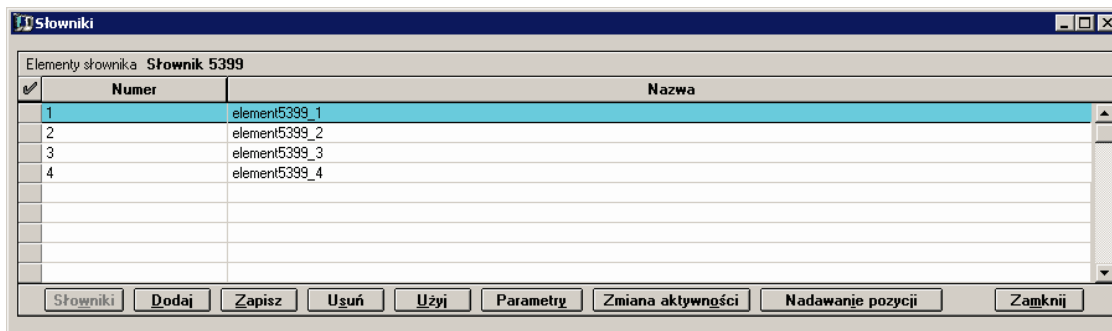 Słowniki
Elementy słownika Słownik 5399
Numer Nazwa
1 element5399_1
2 element5399_2
3 element5399_3
4 element5399_4
Słowniki Dodaj Zapisz Usuń Użyj Parametry Zmiana aktywności Nadawanie pozycji Zamknij